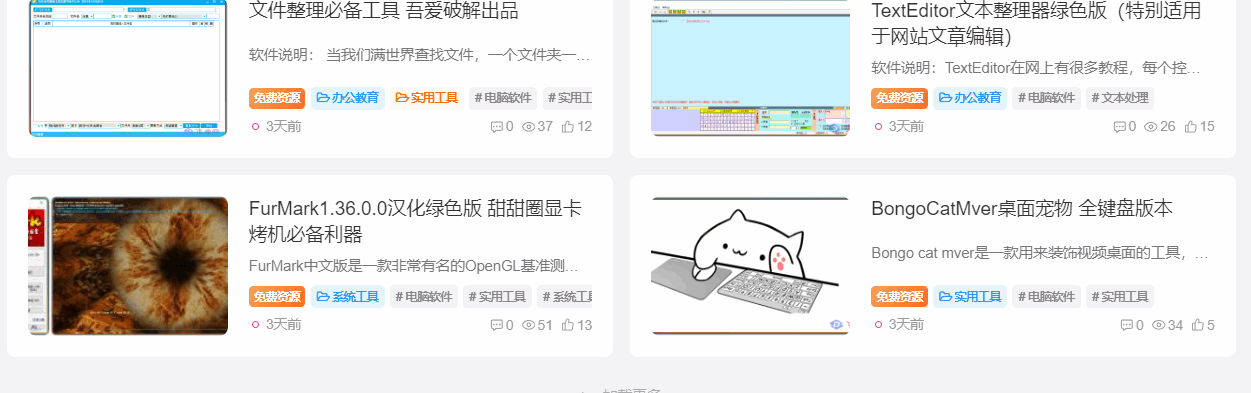 文件整理必备工具 吾爱破解出品
软件说明： 当我们满世界查找文件，一个文件夹一...
免费资源 办公教育 实用工具 # 电脑软件 # 实用工
3天前 0 37 12
TextEditor文本整理器绿色版（特别适用
于网站文章编辑）
软件说明：TextEditor在网上有很多教程，每个控...
免费资源 办公教育 # 电脑软件 # 文本处理
3天前 0 26 15
FurMark1.36.0.0汉化绿色版 甜甜圈显卡
烤机必备利器
FurMark中文版是一款非常有名的OpenGL基准测...
免费资源 系统工具 # 电脑软件 # 实用工具 # 系统工具
3天前 0 51 13
BongoCatMver桌面宠物 全键盘版本
Bongo cat mver是一款用来装饰视频桌面的工具，...
免费资源 实用工具 # 电脑软件 # 实用工具
3天前 0 34 5
加载更多